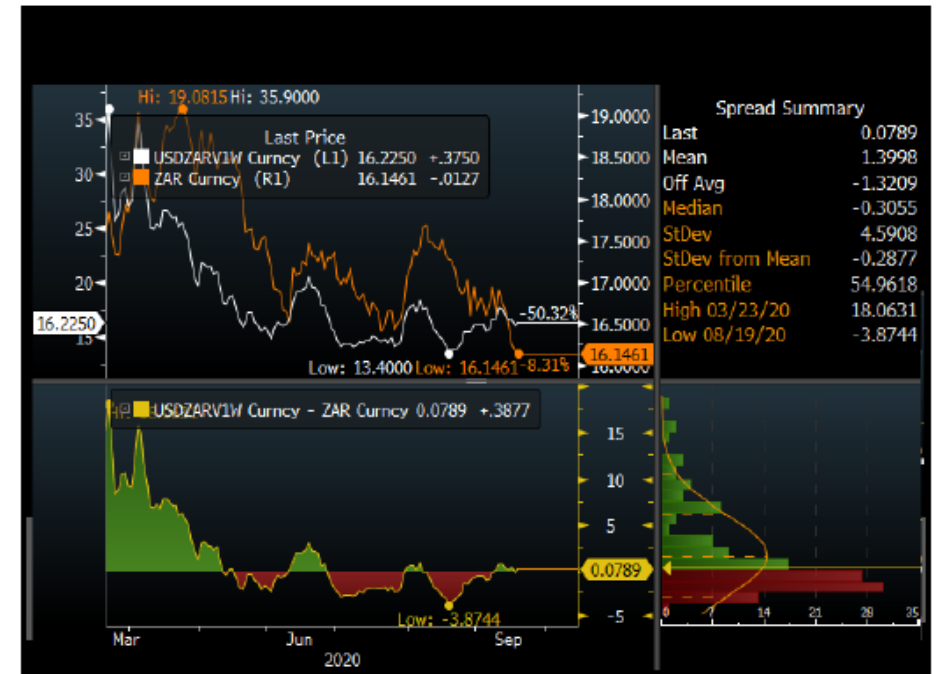 Hi: 19.0815 Hi: 35.9000
Last Price
USDZARV1W Curncy (L1) 16.2250 +.3750
ZAR Curncy (R1) 16.1461 -.0127
35
30
25
20
15
16.2250
19.0000
18.5000
18.0000
17.5000
17.0000
16.5000
16.0000
-50.32%
16.1461
Low: 13.4000 Low: 16.1461 -8.31%
Spread Summary
Last 0.0789
Mean 1.3998
Off Avg -1.3209
Median -0.3055
StDev 4.5908
StDev from Mean -0.2877
Percentile 54.9618
High 03/23/20 18.0631
Low 08/19/20 -3.8744
USDZARV1W Curncy - ZAR Curncy 0.0789 +.3877
15
10
5
0.0789
-5
Low: -3.8744
0 7 14 21 28 35
Mar Jun Sep
2020